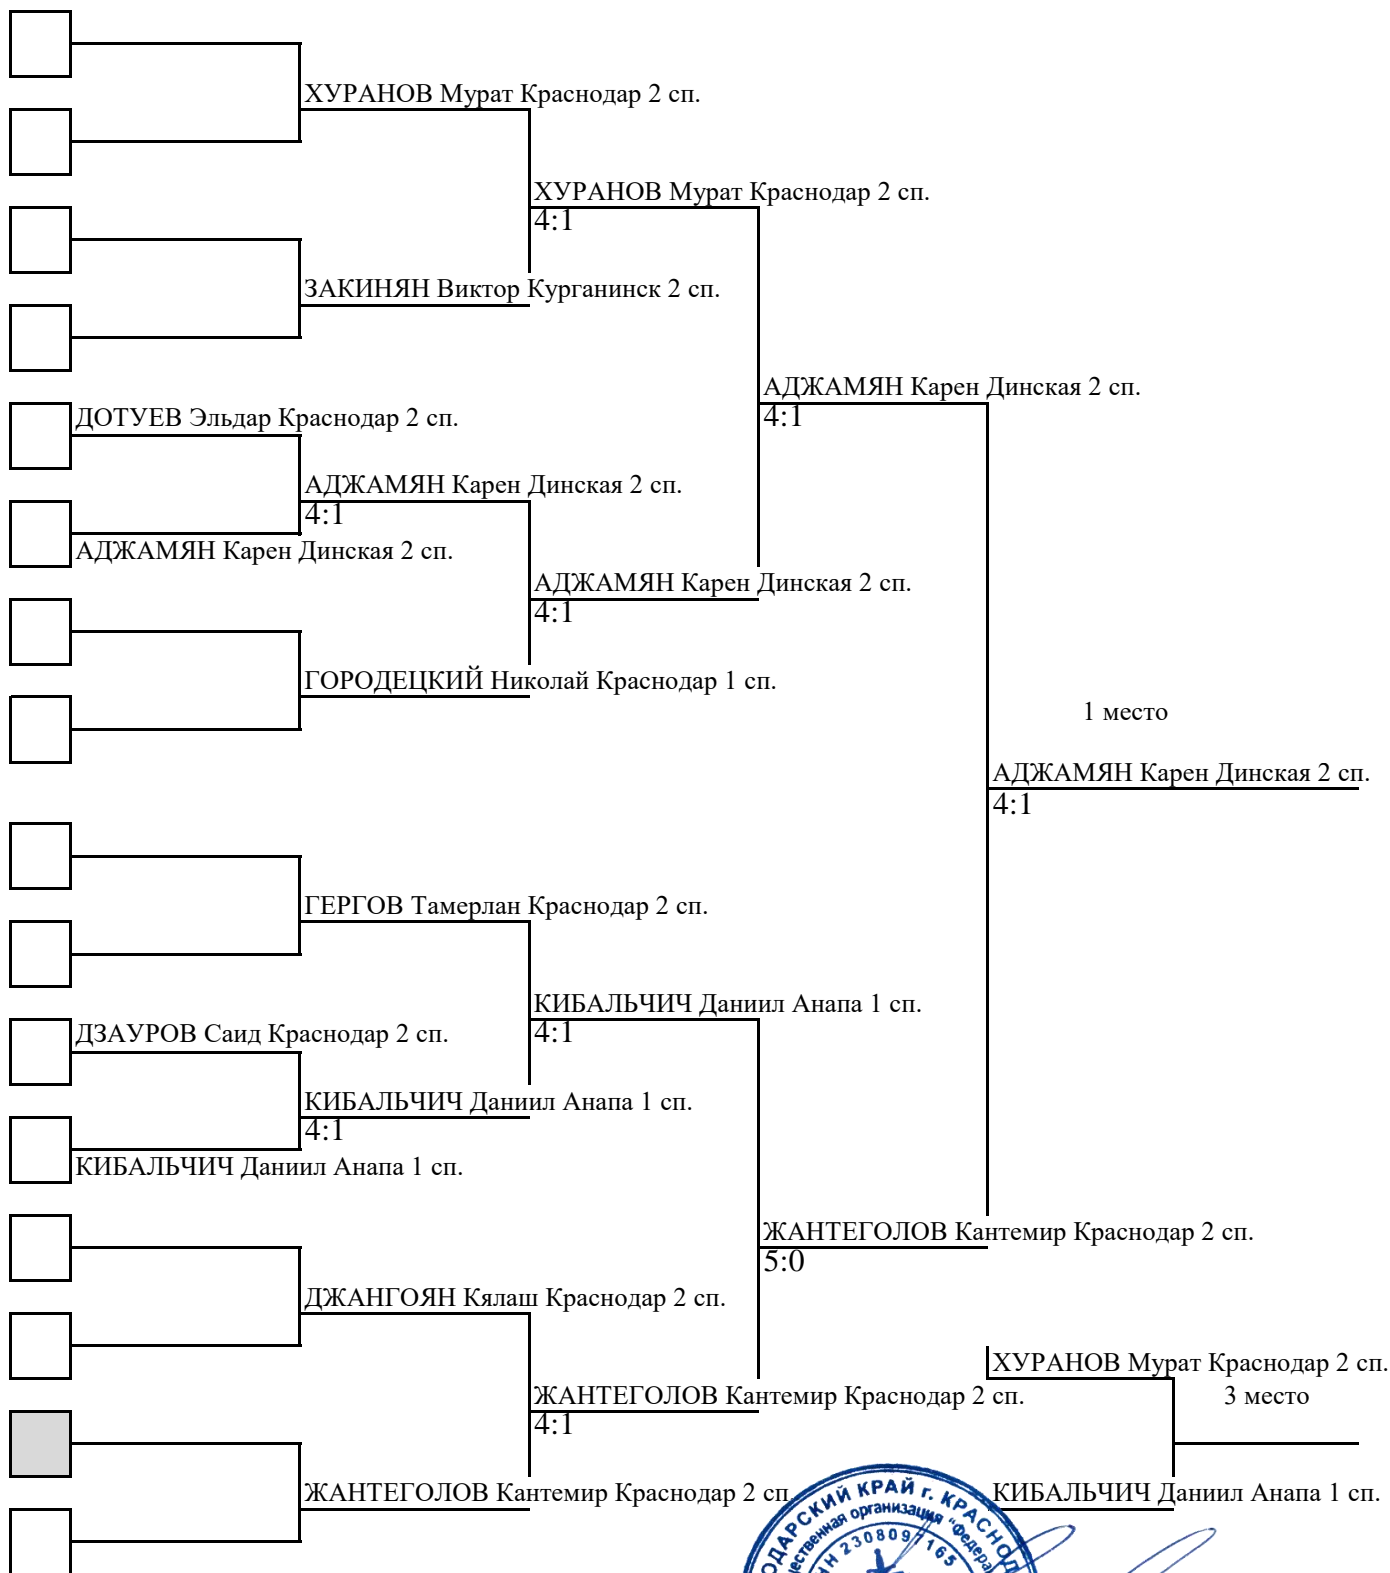 ХУРАНОВ Мурат Краснодар 2 сп.
ХУРАНОВ Мурат Краснодар 2 сп.
4:1
ЗАКИНЯН Виктор Курганинск 2 сп.
АДЖАМЯН Карен Динская 2 сп.
4:1
ДОТУЕВ Эльдар Краснодар 2 сп.
АДЖАМЯН Карен Динская 2 сп.
4:1
АДЖАМЯН Карен Динская 2 сп.
АДЖАМЯН Карен Динская 2 сп.
4:1
ГОРОДЕЦКИЙ Николай Краснодар 1 сп.
1 место
АДЖАМЯН Карен Динская 2 сп.
4:1
ГЕРГОВ Тамерлан Краснодар 2 сп.
КИБАЛЬЧИЧ Даниил Анапа 1 сп.
4:1
ДЗАУРОВ Саид Краснодар 2 сп.
КИБАЛЬЧИЧ Даниил Анапа 1 сп.
4:1
КИБАЛЬЧИЧ Даниил Анапа 1 сп.
ЖАНТЕГОЛОВ Кантемир Краснодар 2 сп.
5:0
ДЖАНГОЯН Кялаш Краснодар 2 сп.
ХУРАНОВ Мурат Краснодар 2 сп.
3 место
ЖАНТЕГОЛОВ Кантемир Краснодар 2 сп.
4:1
ЖАНТЕГОЛОВ Кантемир Краснодар 2 сп
КИБАЛЬЧИЧ Даниил Анапа 1 сп.
КРАЙ г.
организация
2308097165